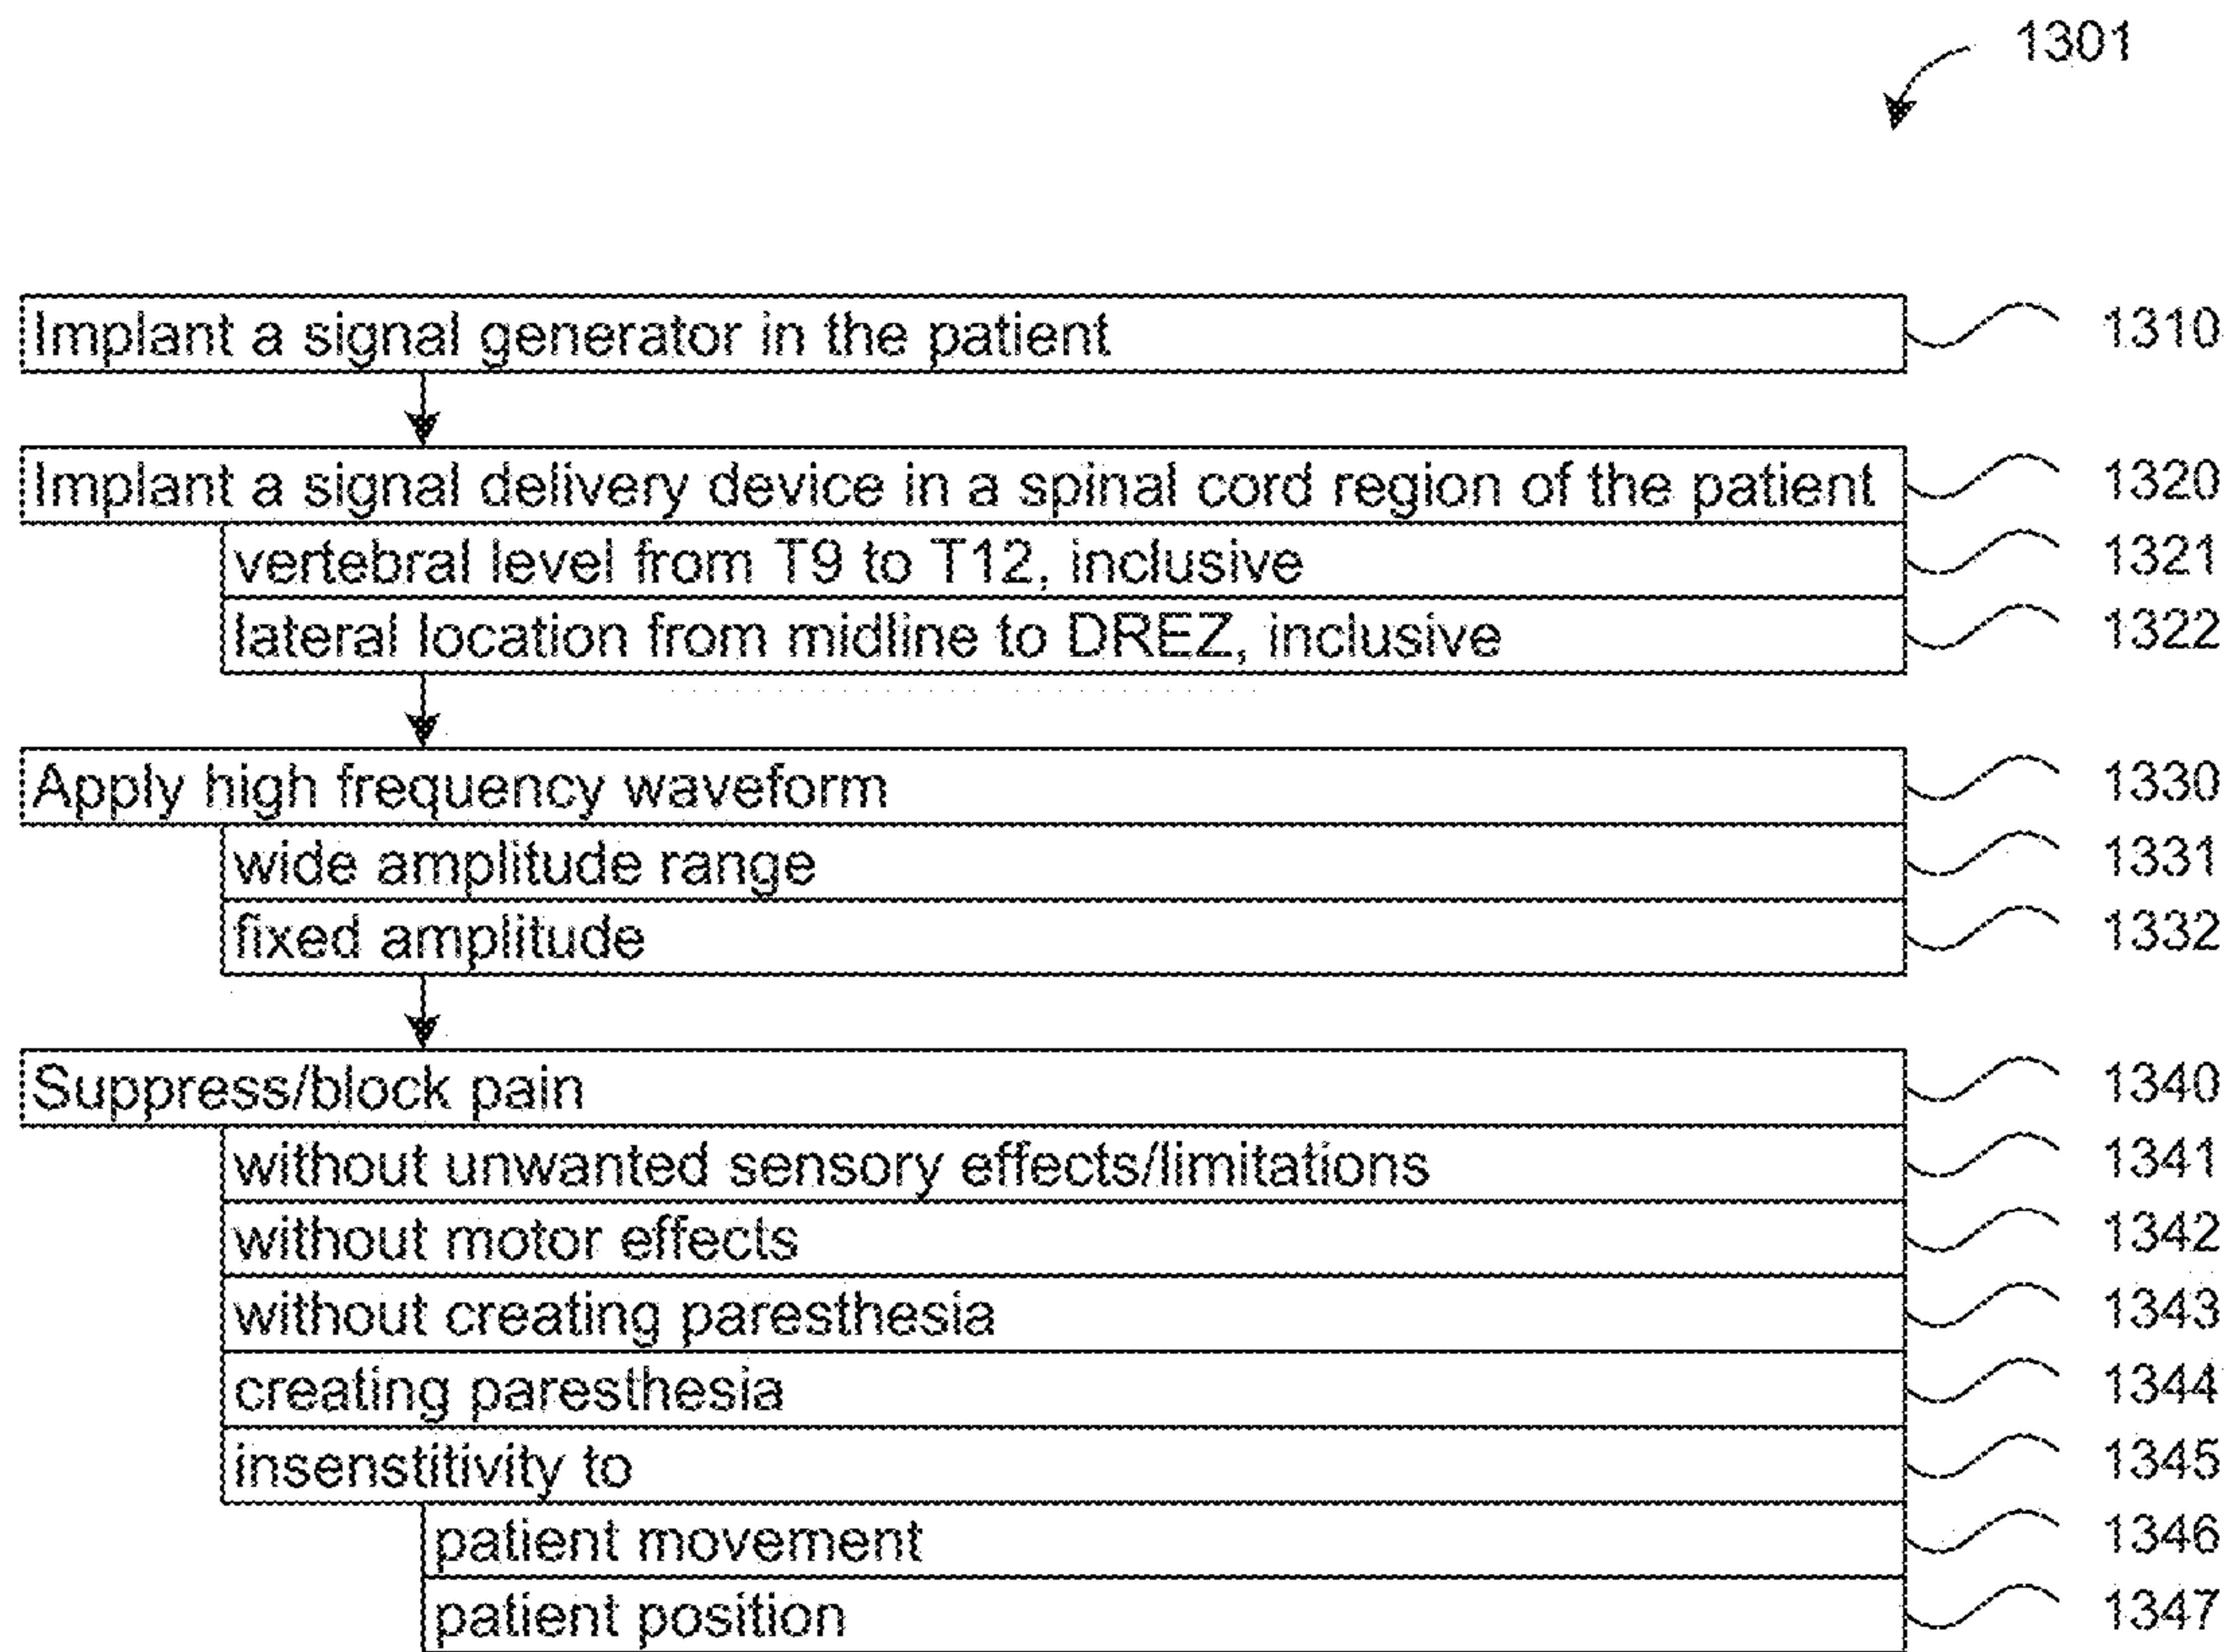 1301
Implant a signal generator in the patient 1310
Implant a signal delivery device in a spinal cord region of the patient 1320
vertebral level from T9 to T12, inclusive 1321
lateral location from midline to DREZ, inclusive 1322
Apply high frequency waveform 1330
wide amplitude range 1331
fixed amplitude 1332
Suppress/block pain 1340
without unwanted sensory effects/limitations 1341
without motor effects 1342
without creating paresthesia 1343
creating paresthesia 1344
insenstitivity to 1345
patient movement 1346
patient position 1347